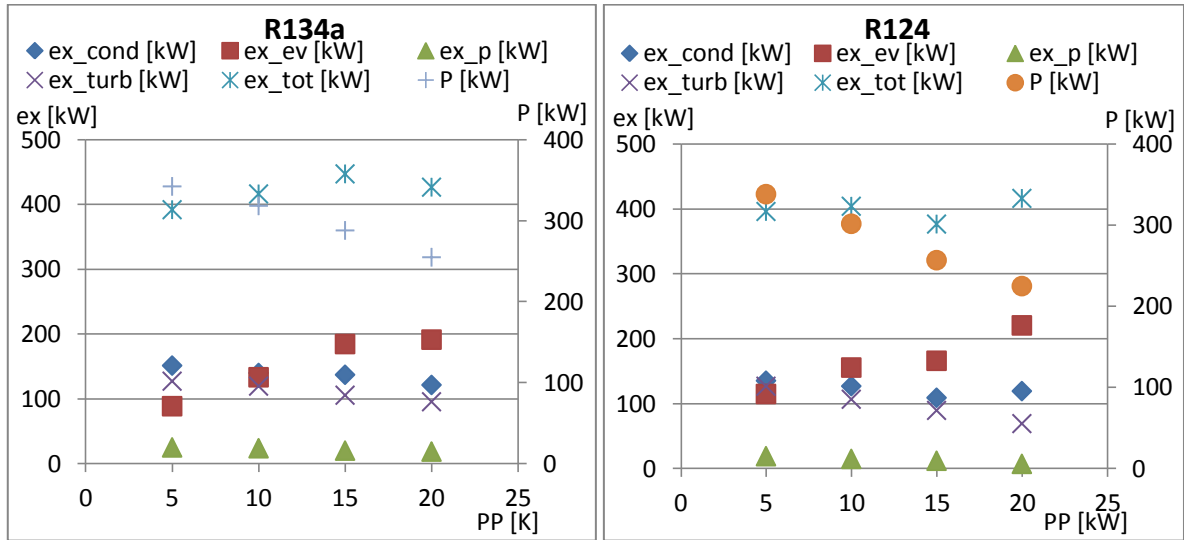 R134a
ex_cond [kW] ex_ev [kW] ex_p [kW]
ex_turb [kW] ex_tot [kW] P [kW]
ex [kW]
P [kW]
500
400
300
200
100
0
400
300
200
100
0
0 5 10 15 20 25
PP [K]
R124
ex_cond [kW] ex_ev [kW] ex_p [kW]
ex_turb [kW] ex_tot [kW] P [kW]
ex [kW]
P [kW]
500
400
300
200
100
0
400
300
200
100
0
0 5 10 15 20 25
PP [kW]